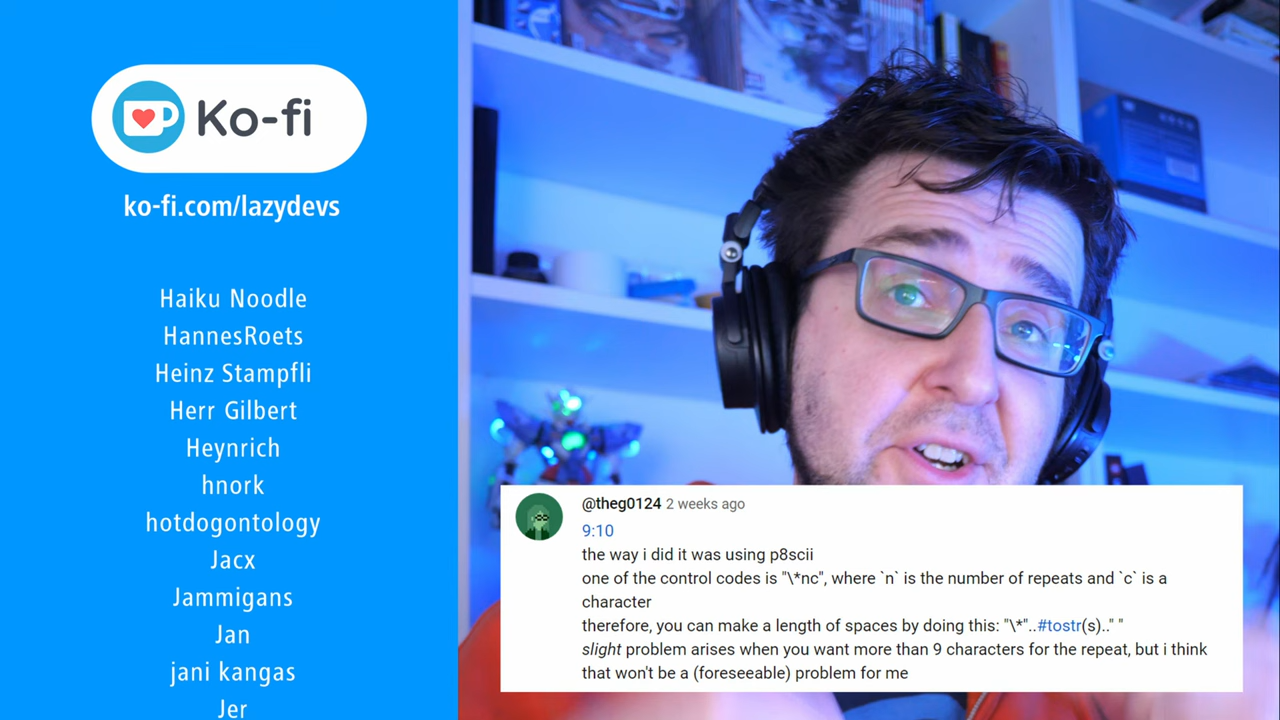 Ko-fi
ko-fi.com/lazydevs
Haiku Noodle
HannesRoets
Heinz Stampfli
Herr Gilbert
Heynrich
hnork
hotdogontology
Jacx
Jammigans
Jan
jani kangas
Jer
@theg0124 2 weeks ago
9:10
the way i did it was using p8scii
one of the control codes is "\*nc", where `n` is the number of repeats and `c` is a
character
therefore, you can make a length of spaces by doing this: "\*"..#tostr(s).." "
slight problem arises when you want more than 9 characters for the repeat, but i think
that won't be a (foreseeable) problem for me